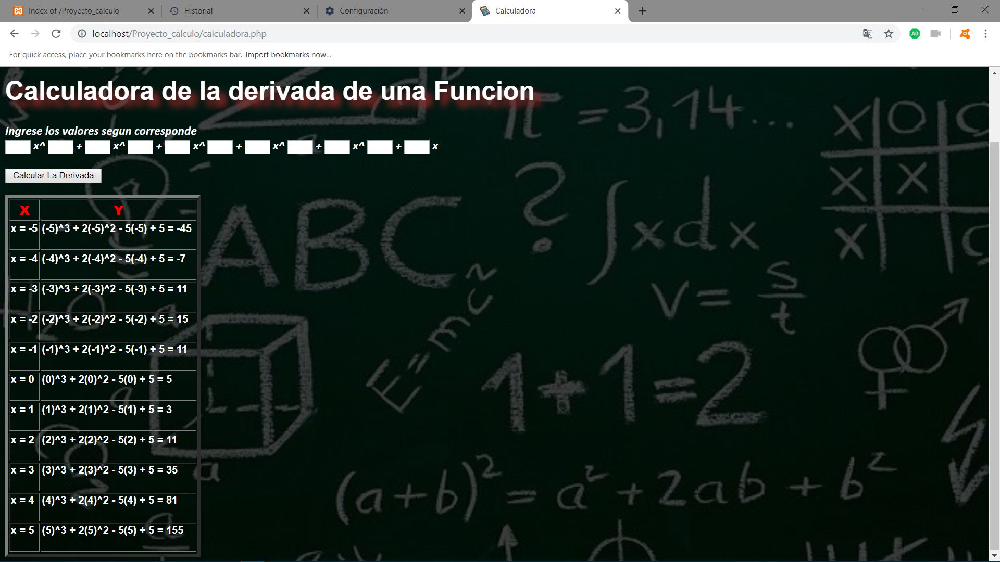 Index of /Proyecto_calculo
Historial
Configuración
Calculadora
localhost/Proyecto_calculo/calculadora.php
AD
For quick access, place your bookmarks here on the bookmarks bar. Import bookmarks now...
Calculadora de la derivada de una Funcion
π = 3,14...
Ingrese los valores segun corresponde
x^ + x^ + x^ + x^ + x^ + x
Calcular La Derivada
X Y
x = -5 (-5)^3 + 2(-5)^2 - 5(-5) + 5 = -45
x = -4 (-4)^3 + 2(-4)^2 - 5(-4) + 5 = -7
x = -3 (-3)^3 + 2(-3)^2 - 5(-3) + 5 = 11
x = -2 (-2)^3 + 2(-2)^2 - 5(-2) + 5 = 15
x = -1 (-1)^3 + 2(-1)^2 - 5(-1) + 5 = 11
x = 0 (0)^3 + 2(0)^2 - 5(0) + 5 = 5
x = 1 (1)^3 + 2(1)^2 - 5(1) + 5 = 3
x = 2 (2)^3 + 2(2)^2 - 5(2) + 5 = 11
x = 3 (3)^3 + 2(3)^2 - 5(3) + 5 = 35
x = 4 (4)^3 + 2(4)^2 - 5(4) + 5 = 81
x = 5 (5)^3 + 2(5)^2 - 5(5) + 5 = 155
ABC
?
∫xdx
v = s/t
E=mc²
1+1=2
(a+b)² = a² + 2ab + b²
X O
X X
X
H₂O
a
a
a